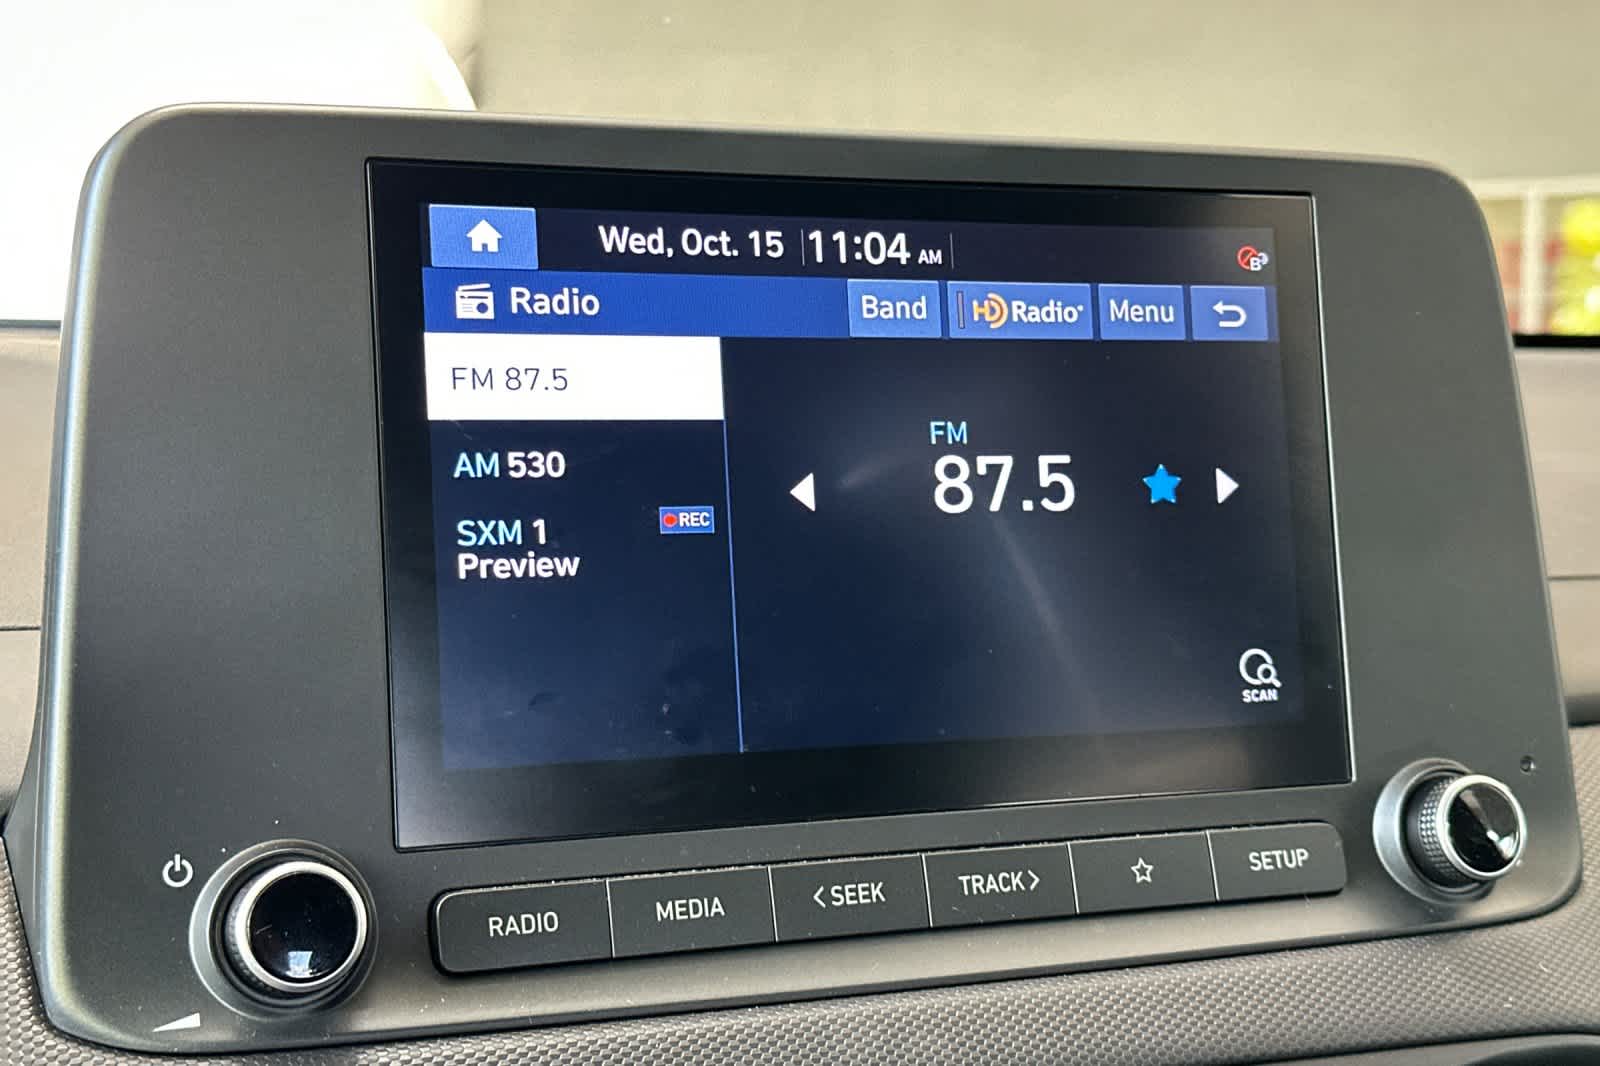 Wed, Oct. 15 11:04 AM
Radio
Band
HD Radio
Menu
FM 87.5
AM 530
SXM 1
REC
Preview
FM
87.5
SCAN
RADIO
MEDIA
<SEEK
TRACK>
SETUP